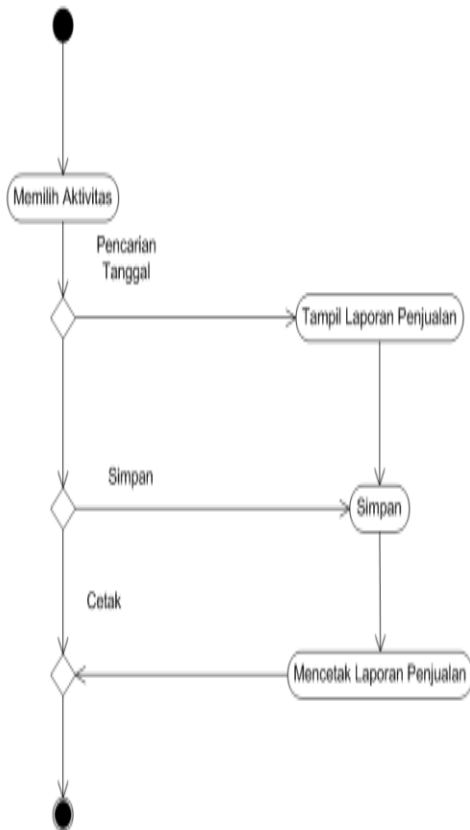 Memilih Aktivitas
Pencarian
Tanggal
Tampil Laporan Penjualan
Simpan
Simpan
Cetak
Mencetak Laporan Penjualan